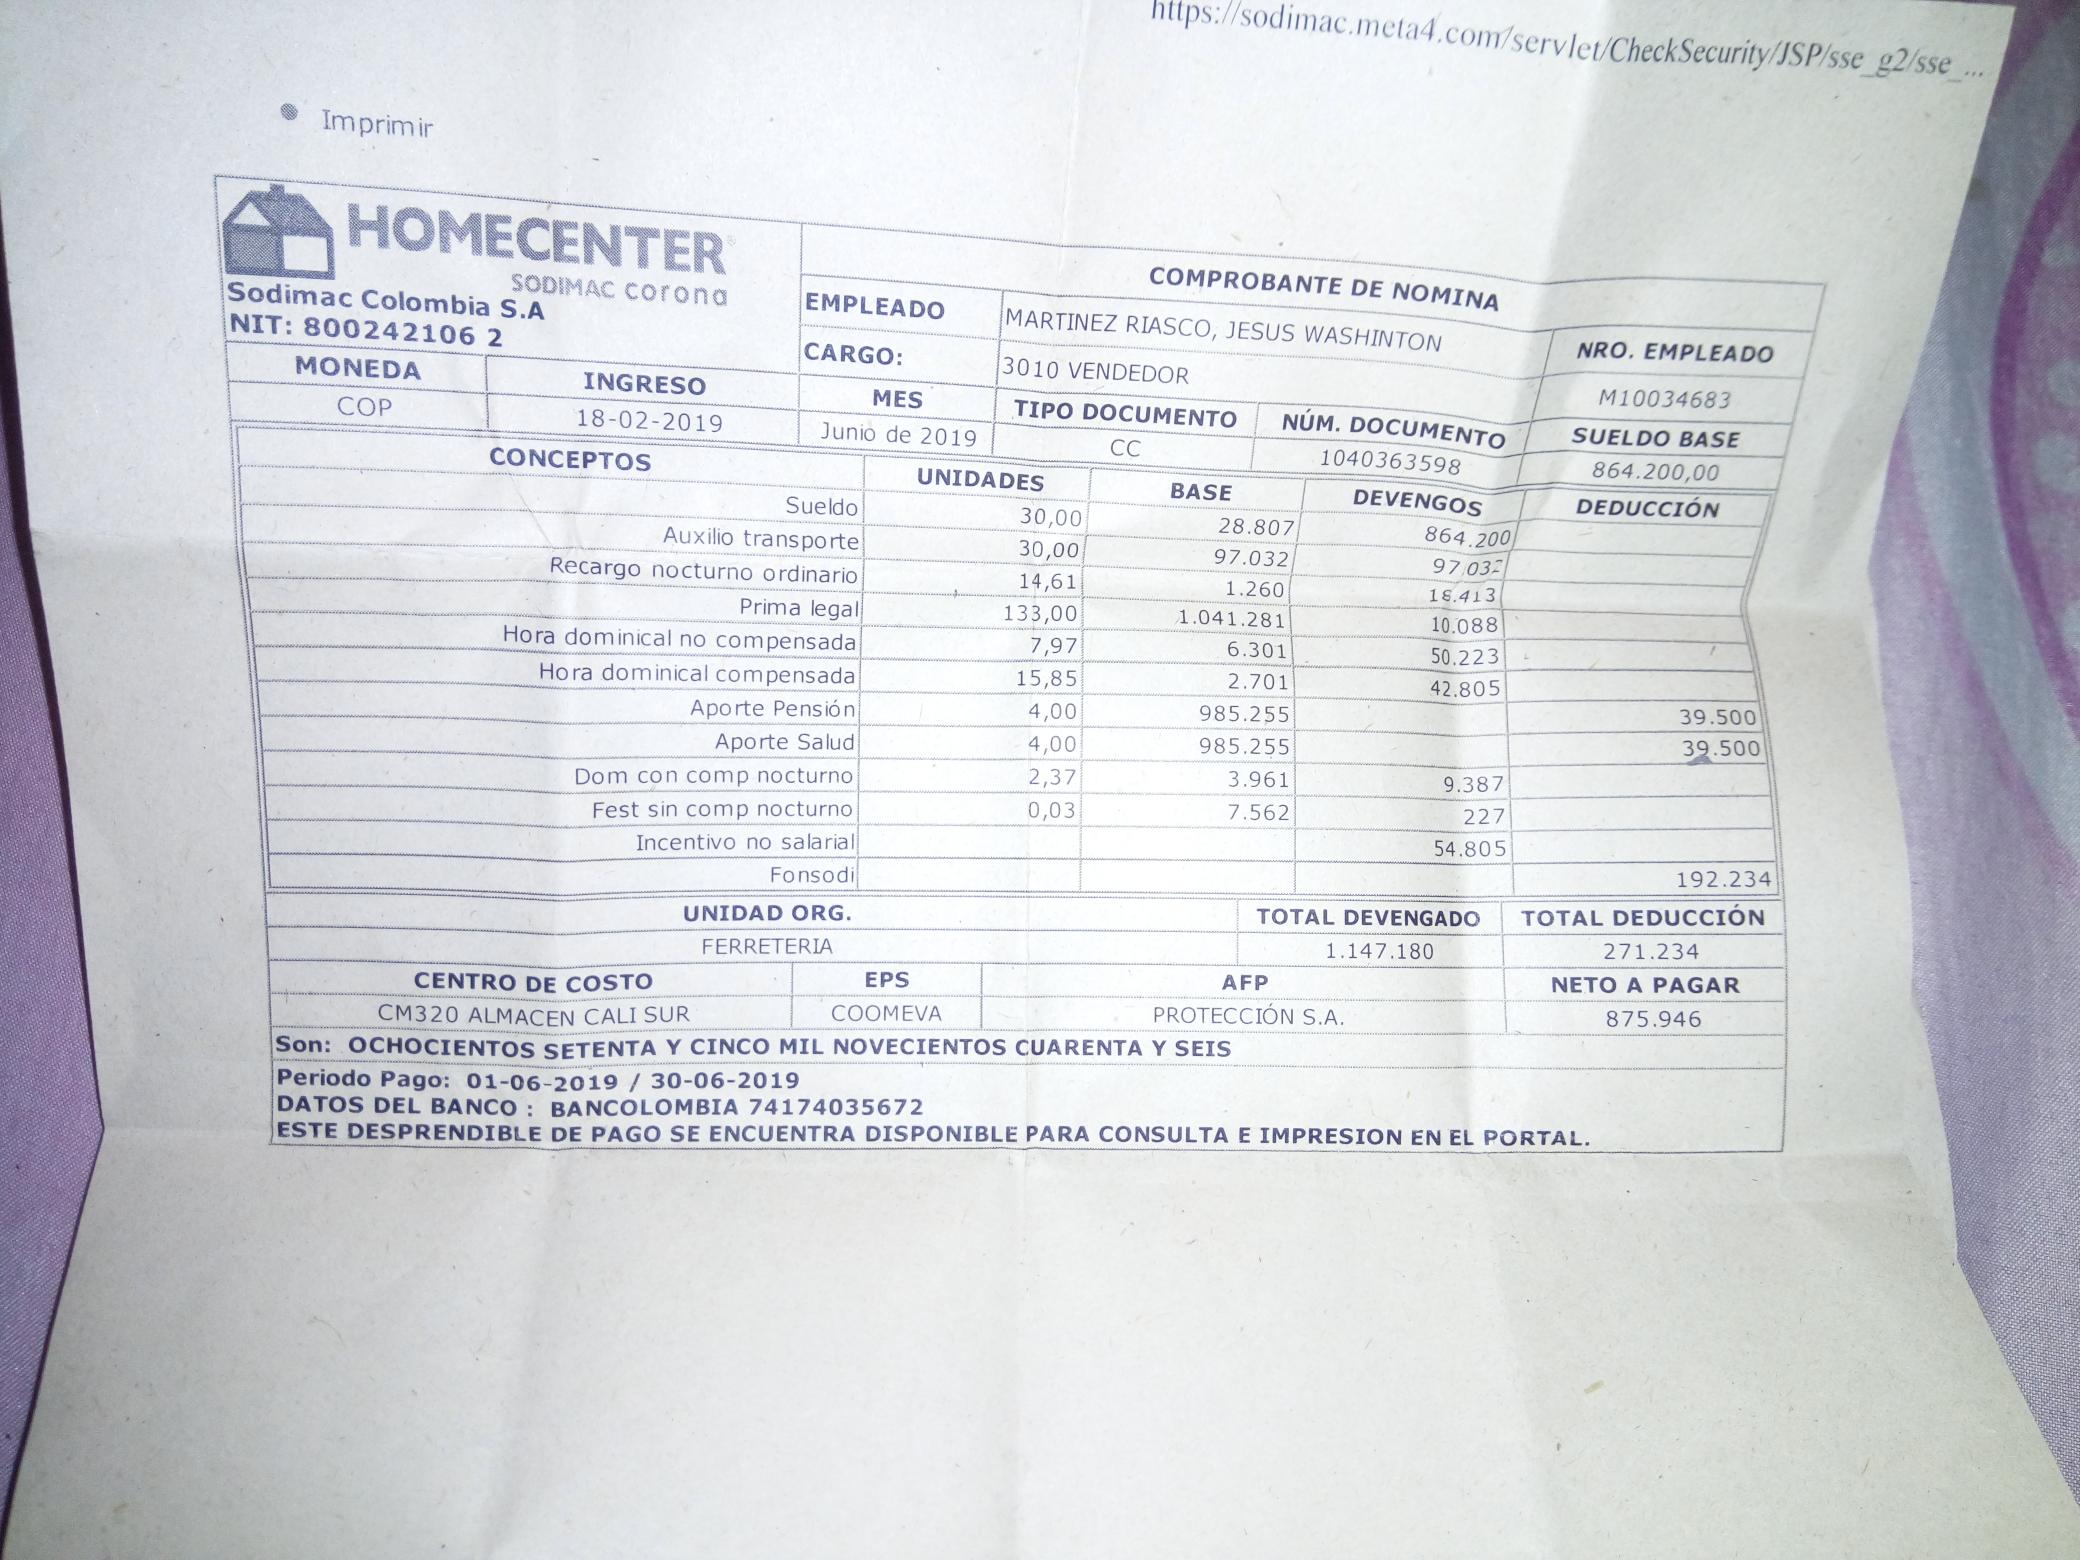 https://sodimac.meta4.com/servlet/CheckSecurity/JSP/sse_g2/sse_...
Imprimir
HOMECENTER
SODIMAC corona
Sodimac Colombia S.A
NIT: 800242106 2
COMPROBANTE DE NOMINA
EMPLEADO MARTINEZ RIASCO, JESUS WASHINTON NRO. EMPLEADO
CARGO: 3010 VENDEDOR M10034683
MONEDA INGRESO MES TIPO DOCUMENTO NÚM. DOCUMENTO SUELDO BASE
COP 18-02-2019 Junio de 2019 CC 1040363598 864.200,00
CONCEPTOS UNIDADES BASE DEVENGOS DEDUCCIÓN
Sueldo 30,00 28.807 864.200
Auxilio transporte 30,00 97.032 97.032
Recargo nocturno ordinario 14,61 1.260 18.413
Prima legal 133,00 1.041.281 10.088
Hora dominical no compensada 7,97 6.301 50.223
Hora dominical compensada 15,85 2.701 42.805
Aporte Pensión 4,00 985.255 39.500
Aporte Salud 4,00 985.255 39.500
Dom con comp nocturno 2,37 3.961 9.387
Fest sin comp nocturno 0,03 7.562 227
Incentivo no salarial 54.805
Fonsodi 192.234
UNIDAD ORG. TOTAL DEVENGADO TOTAL DEDUCCIÓN
FERRETERIA 1.147.180 271.234
CENTRO DE COSTO EPS AFP NETO A PAGAR
CM320 ALMACEN CALI SUR COOMEVA PROTECCIÓN S.A. 875.946
Son: OCHOCIENTOS SETENTA Y CINCO MIL NOVECIENTOS CUARENTA Y SEIS
Periodo Pago: 01-06-2019 / 30-06-2019
DATOS DEL BANCO : BANCOLOMBIA 74174035672
ESTE DESPRENDIBLE DE PAGO SE ENCUENTRA DISPONIBLE PARA CONSULTA E IMPRESION EN EL PORTAL.